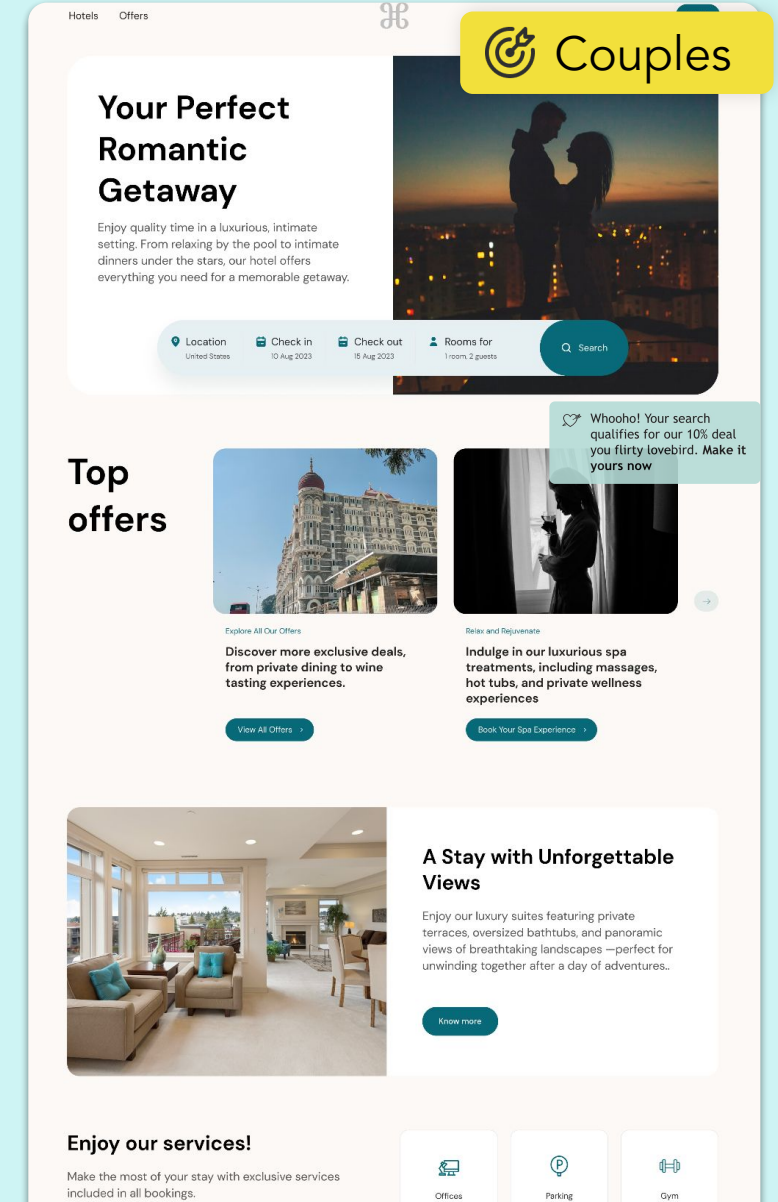 Hotels Offers
Couples
Your Perfect
Romantic
Getaway
Enjoy quality time in a luxurious, intimate
setting. From relaxing by the pool to intimate
dinners under the stars, our hotel offers
everything you need for a memorable getaway.
Location Check in Check out Rooms for
United States 10 Aug 2023 15 Aug 2023 1 room, 2 guests
Search
Whooho! Your search
qualifies for our 10% deal
you flirty lovebird. Make it
yours now
Top
offers
Explore All Our Offers
Discover more exclusive deals,
from private dining to wine
tasting experiences.
View All Offers
Relax and Rejuvenate
Indulge in our luxurious spa
treatments, including massages,
hot tubs, and private wellness
experiences
Book Your Spa Experience
A Stay with Unforgettable
Views
Enjoy our luxury suites featuring private
terraces, oversized bathtubs, and panoramic
views of breathtaking landscapes —perfect for
unwinding together after a day of adventures..
Know more
Enjoy our services!
Make the most of your stay with exclusive services
included in all bookings.
Offices
P
Parking
Gym